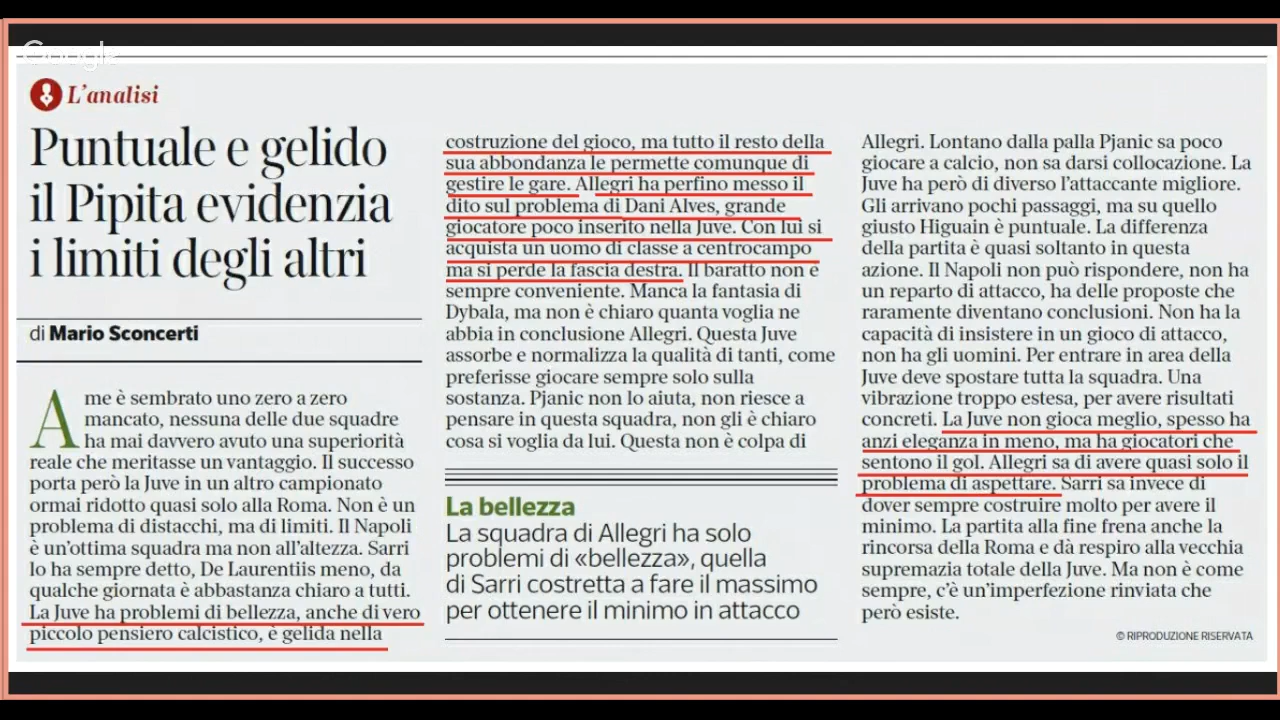 Google
L'analisi
Puntuale e gelido
il Pipita evidenzia
i limiti degli altri
di Mario Sconcerti
A me è sembrato uno zero a zero
mancato, nessuna delle due squadre
ha mai davvero avuto una superiorità
reale che meritasse un vantaggio. Il successo
porta però la Juve in un altro campionato
ormai ridotto quasi solo alla Roma. Non è un
problema di distacchi, ma di limiti. Il Napoli
è un'ottima squadra ma non all'altezza. Sarri
lo ha sempre detto, De Laurentiis meno, da
qualche giornata è abbastanza chiaro a tutti.
La Juve ha problemi di bellezza, anche di vero
piccolo pensiero calcistico, è gelida nella
costruzione del gioco, ma tutto il resto della
sua abbondanza le permette comunque di
gestire le gare. Allegri ha perfino messo il
dito sul problema di Dani Alves, grande
giocatore poco inserito nella Juve. Con lui si
acquista un uomo di classe a centrocampo
ma si perde la fascia destra. Il baratto non è
sempre conveniente. Manca la fantasia di
Dybala, ma non è chiaro quanta voglia ne
abbia in conclusione Allegri. Questa Juve
assorbe e normalizza la qualità di tanti, come
preferisse giocare sempre solo sulla
sostanza. Pjanic non lo aiuta, non riesce a
pensare in questa squadra, non gli è chiaro
cosa si voglia da lui. Questa non è colpa di
La bellezza
La squadra di Allegri ha solo
problemi di «bellezza», quella
di Sarri costretta a fare il massimo
per ottenere il minimo in attacco
Allegri. Lontano dalla palla Pjanic sa poco
giocare a calcio, non sa darsi collocazione. La
Juve ha però di diverso l'attaccante migliore.
Gli arrivano pochi passaggi, ma su quello
giusto Higuain è puntuale. La differenza
della partita è quasi soltanto in questa
azione. Il Napoli non può rispondere, non ha
un reparto di attacco, ha delle proposte che
raramente diventano conclusioni. Non ha la
capacità di insistere in un gioco di attacco,
non ha gli uomini. Per entrare in area della
Juve deve spostare tutta la squadra. Una
vibrazione troppo estesa, per avere risultati
concreti. La Juve non gioca meglio, spesso ha
anzi eleganza in meno, ma ha giocatori che
sentono il gol. Allegri sa di avere quasi solo il
problema di aspettare. Sarri sa invece di
dover sempre costruire molto per avere il
minimo. La partita alla fine frena anche la
rincorsa della Roma e dà respiro alla vecchia
supremazia totale della Juve. Ma non è come
sempre, c'è un'imperfezione rinviata che
però esiste.
© RIPRODUZIONE RISERVATA